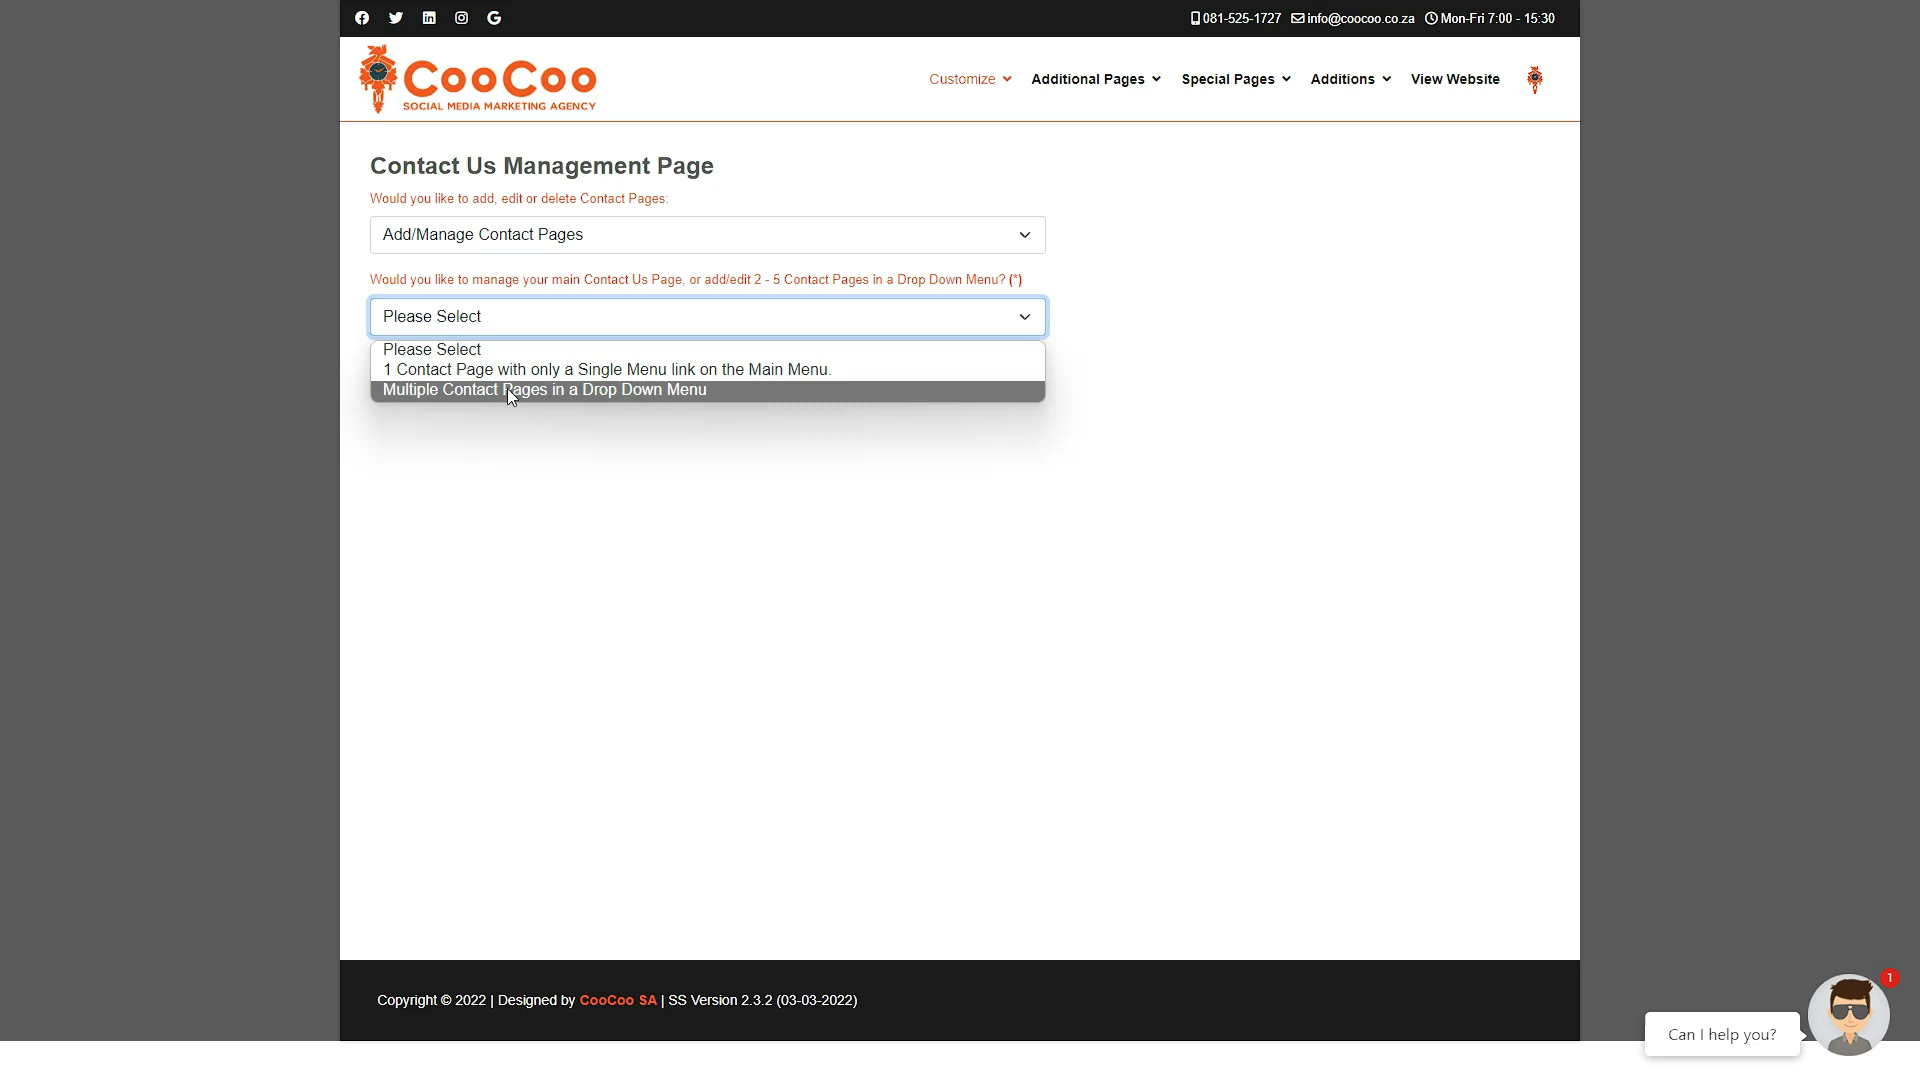 081-525-1727 info@coocoo.co.za Mon-Fri 7:00 - 15:30
CooCoo
SOCIAL MEDIA MARKETING AGENCY
Customize Additional Pages Special Pages Additions View Website
Contact Us Management Page
Would you like to add, edit or delete Contact Pages:
Add/Manage Contact Pages
Would you like to manage your main Contact Us Page, or add/edit 2 - 5 Contact Pages in a Drop Down Menu? (*)
Please Select
Please Select
1 Contact Page with only a Single Menu link on the Main Menu.
Multiple Contact Pages in a Drop Down Menu
Copyright © 2022 | Designed by CooCoo SA | SS Version 2.3.2 (03-03-2022)
1
Can I help you?